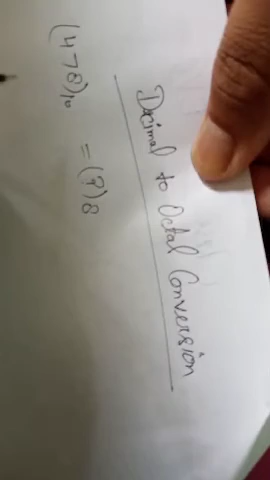 Decimal to Octal Conversion
(478)10 = (?)8